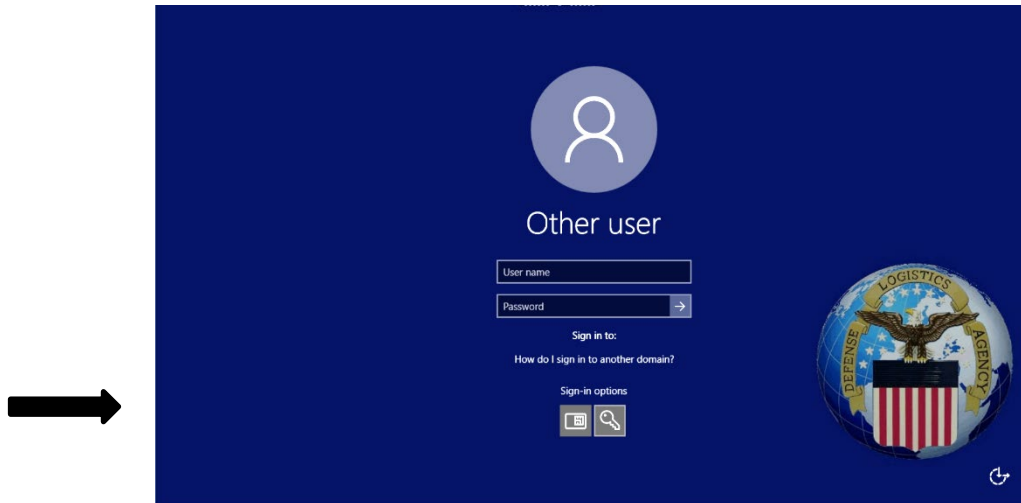 Other user
User name
Password
Sign in to:
How do I sign in to another domain?
Sign-in options
DEFENSE
LOGISTICS
AGENCY